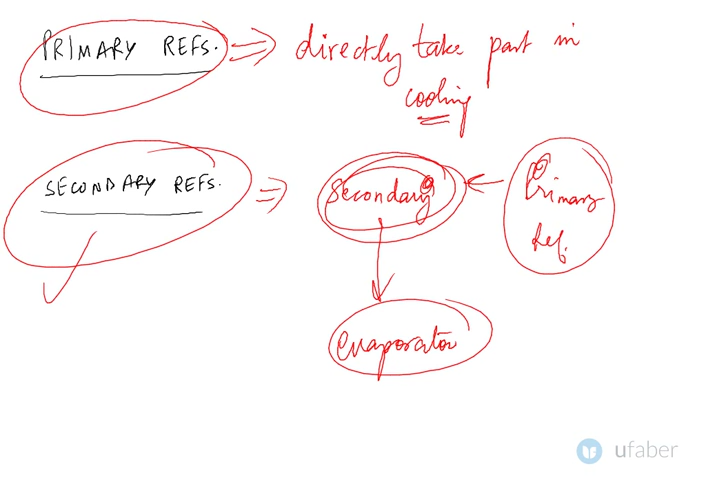 PRIMARY REFS. ⇒ directly take part in
cooling
SECONDARY REFS. ⇒ Secondary ← Primary
Ref.
evaporator
ufaber